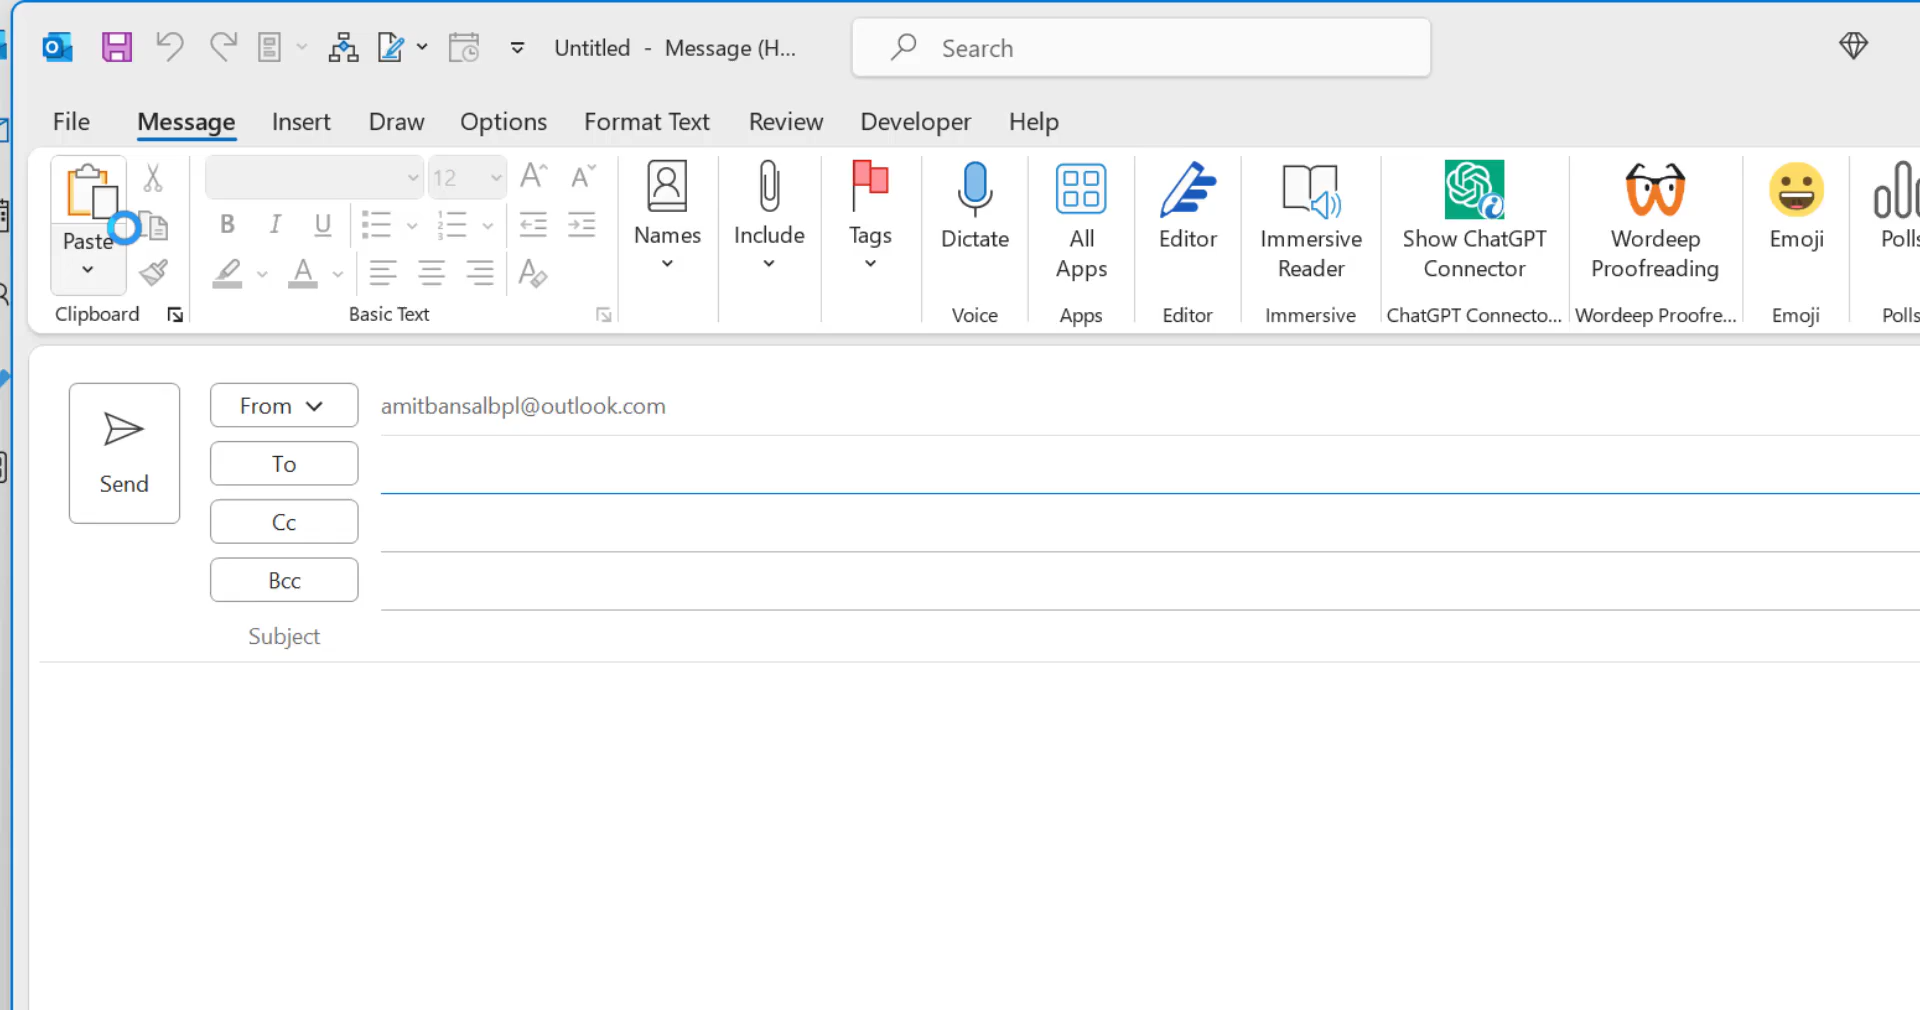 Untitled - Message (H...
Search
File Message Insert Draw Options Format Text Review Developer Help
Paste
Clipboard
12
Basic Text
Names
Include
Tags
Dictate
Voice
All
Apps
Apps
Editor
Editor
Immersive
Reader
Immersive
Show ChatGPT
Connector
ChatGPT Connecto...
Wordeep
Proofreading
Wordeep Proofre...
Emoji
Emoji
Polls
Polls
Send
From amitbansalbpl@outlook.com
To
Cc
Bcc
Subject